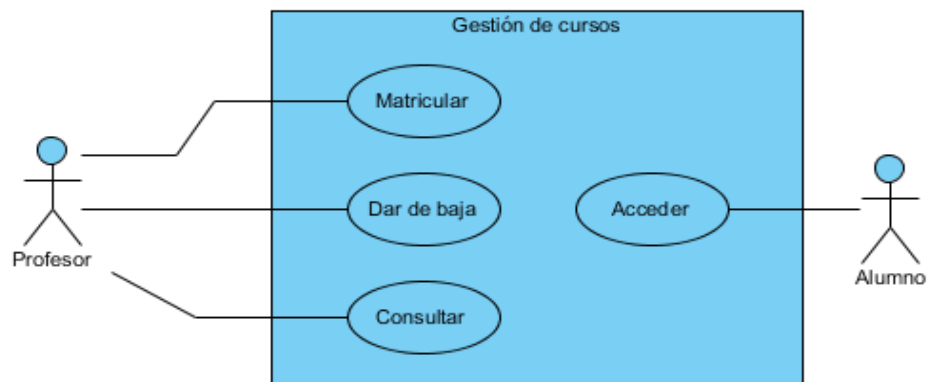 Gestión de cursos
Matricular
Dar de baja
Acceder
Profesor
Alumno
Consultar